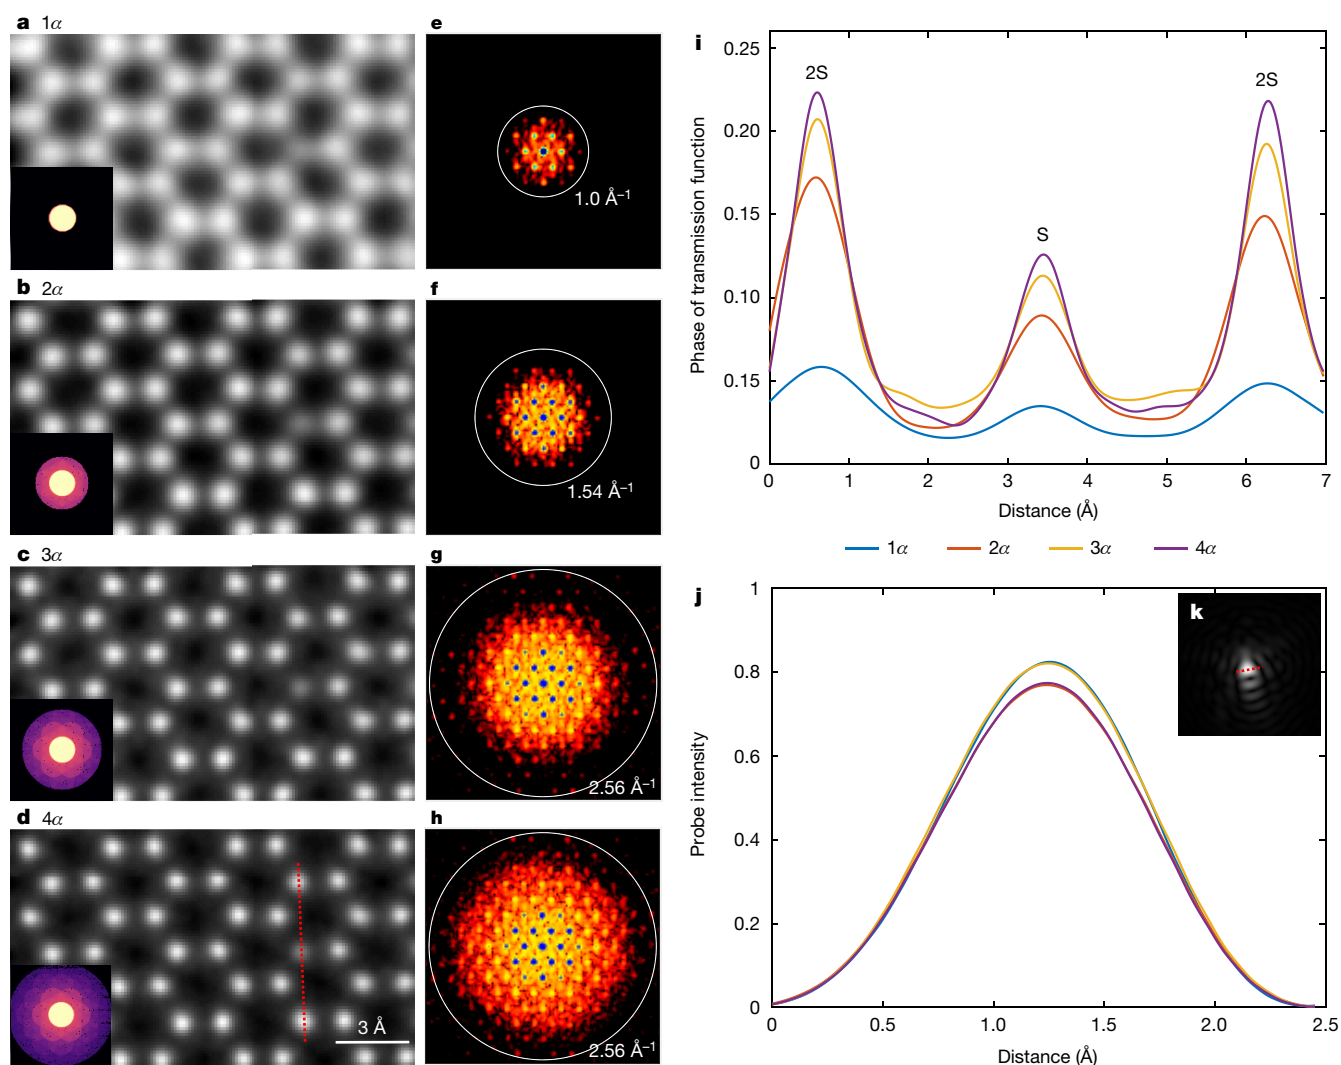 a 1α
b 2α
c 3α
d 4α
3 Å
e
1.0 Å⁻¹
f
1.54 Å⁻¹
g
2.56 Å⁻¹
h
2.56 Å⁻¹
i
0.25
0.20
0.15
0.10
0.15
0
Phase of transmission function
2S
S
2S
0 1 2 3 4 5 6 7
Distance (Å)
1α 2α 3α 4α
j
1
0.8
0.6
0.4
0.2
0
Probe intensity
k
0 0.5 1.0 1.5 2.0 2.5
Distance (Å)